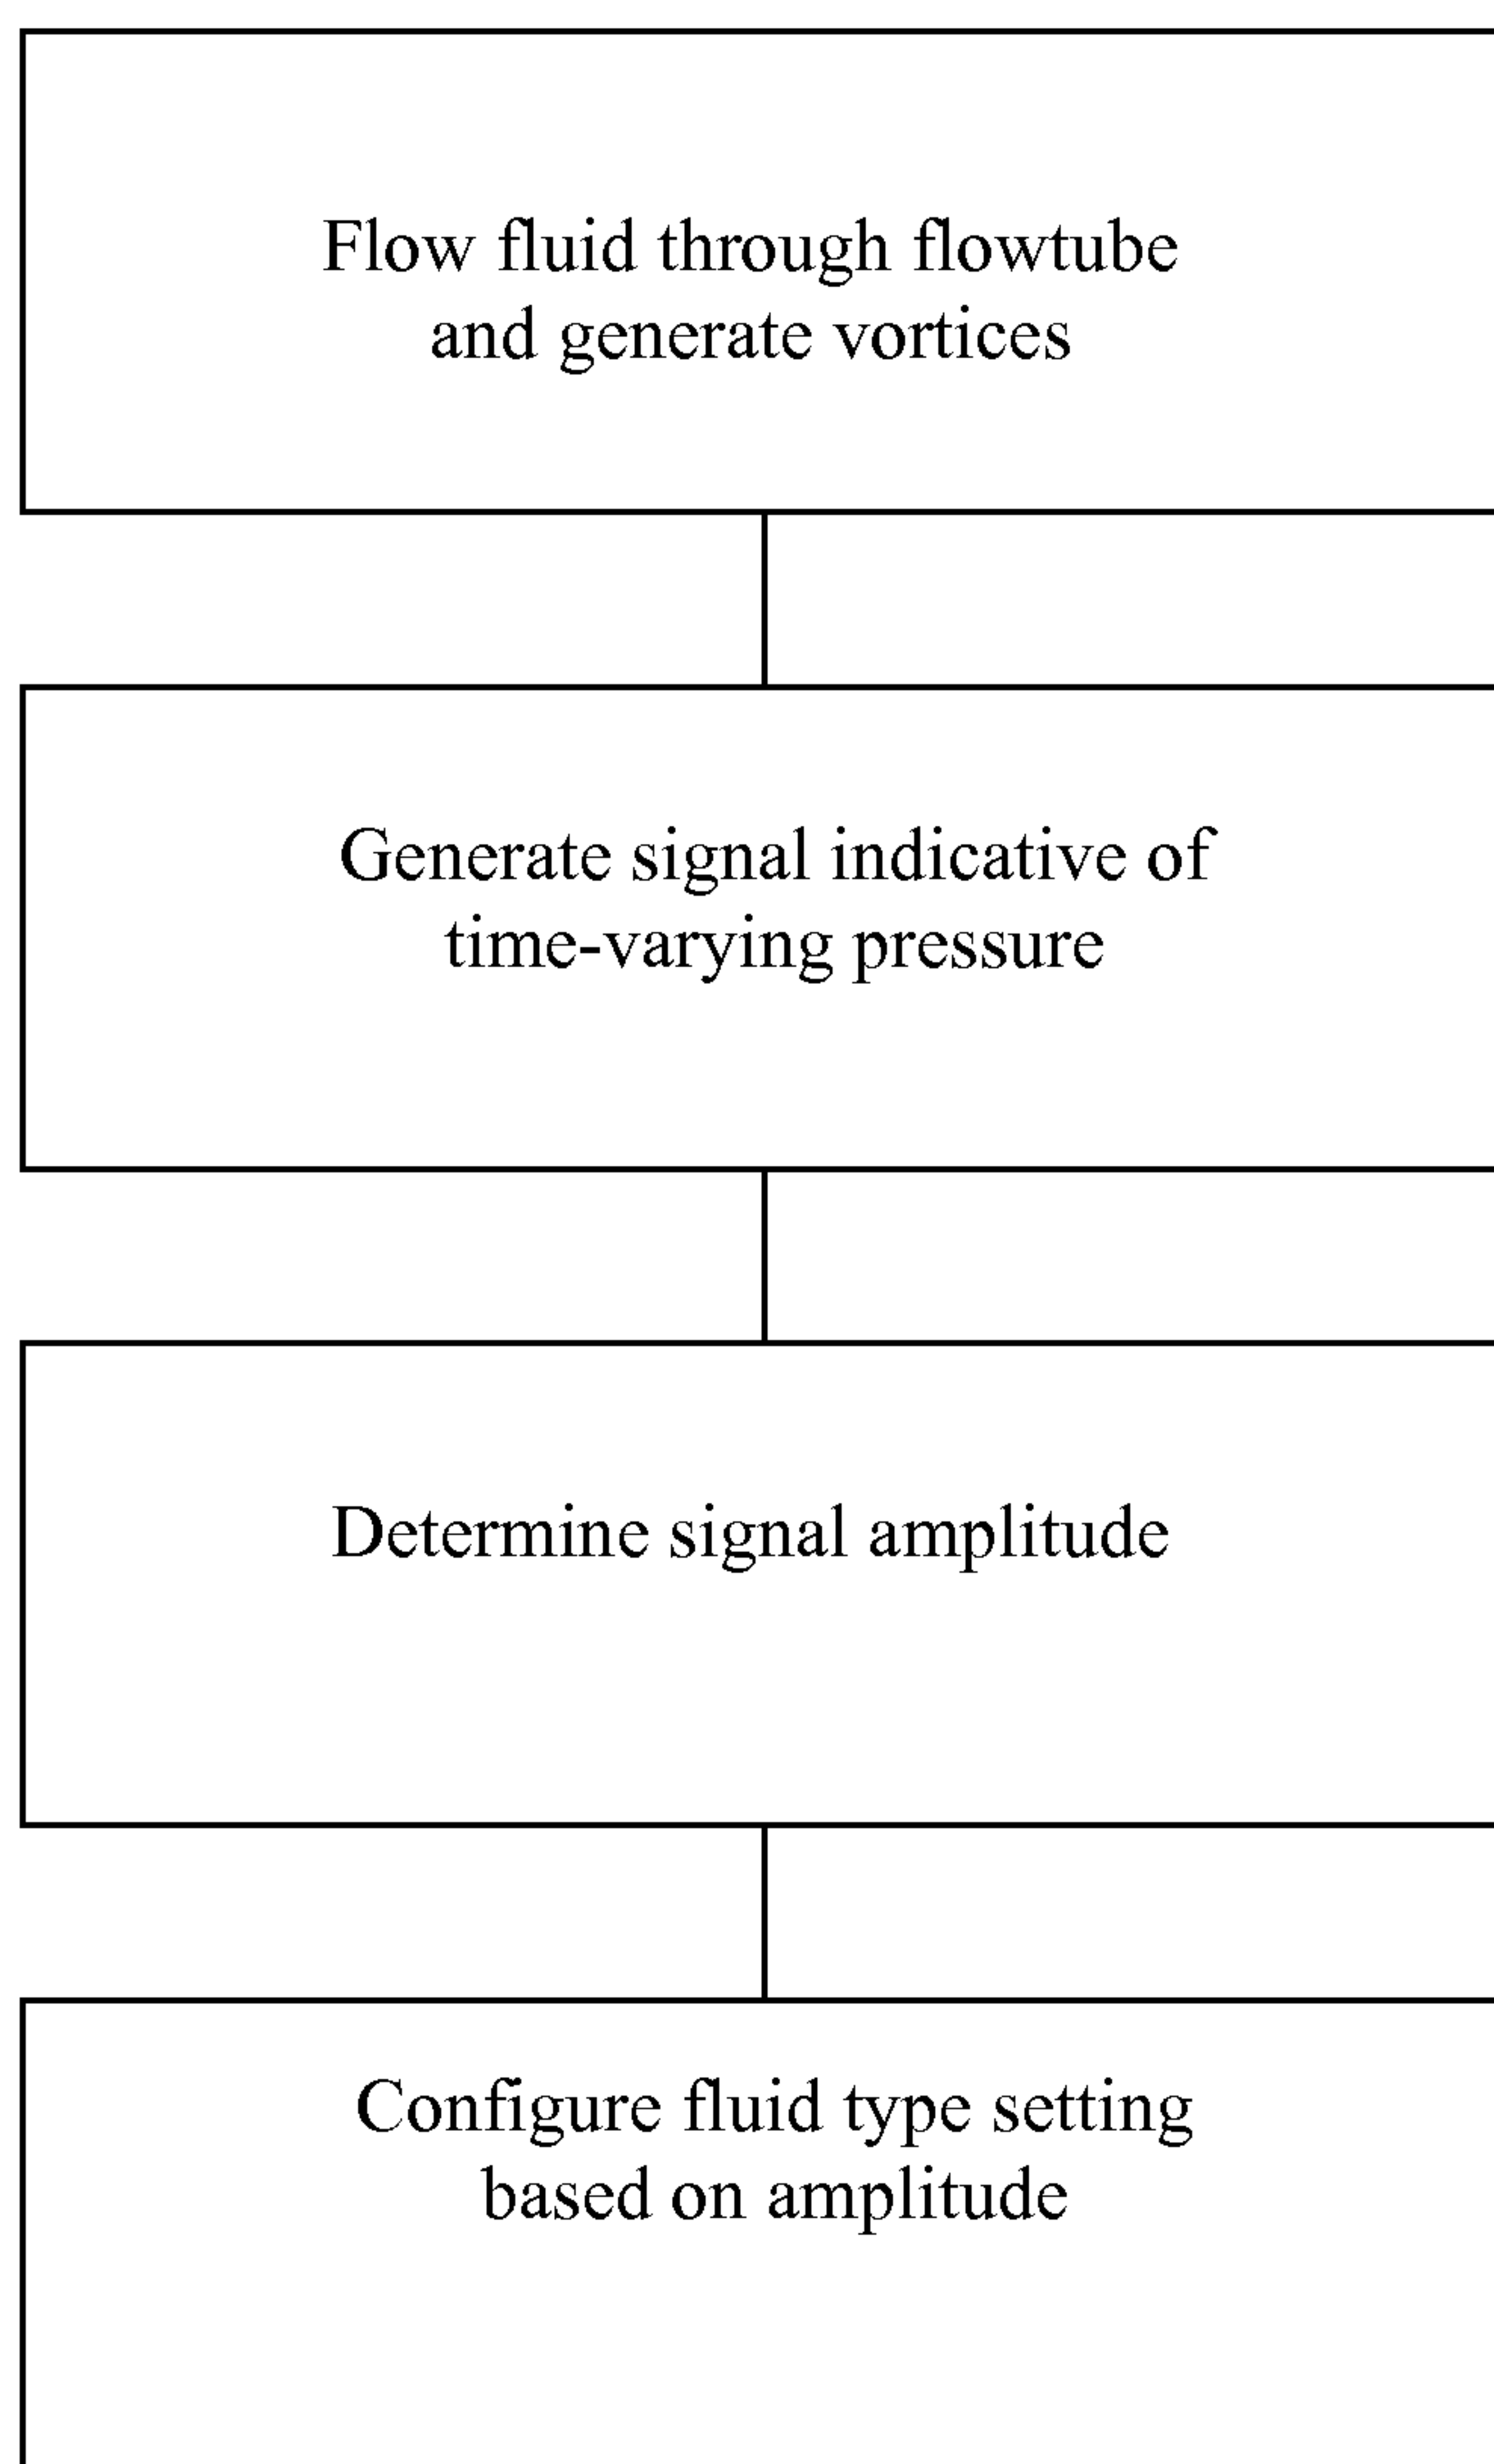 Flow fluid through flowtube
and generate vortices
Generate signal indicative of
time-varying pressure
Determine signal amplitude
Configure fluid type setting
based on amplitude